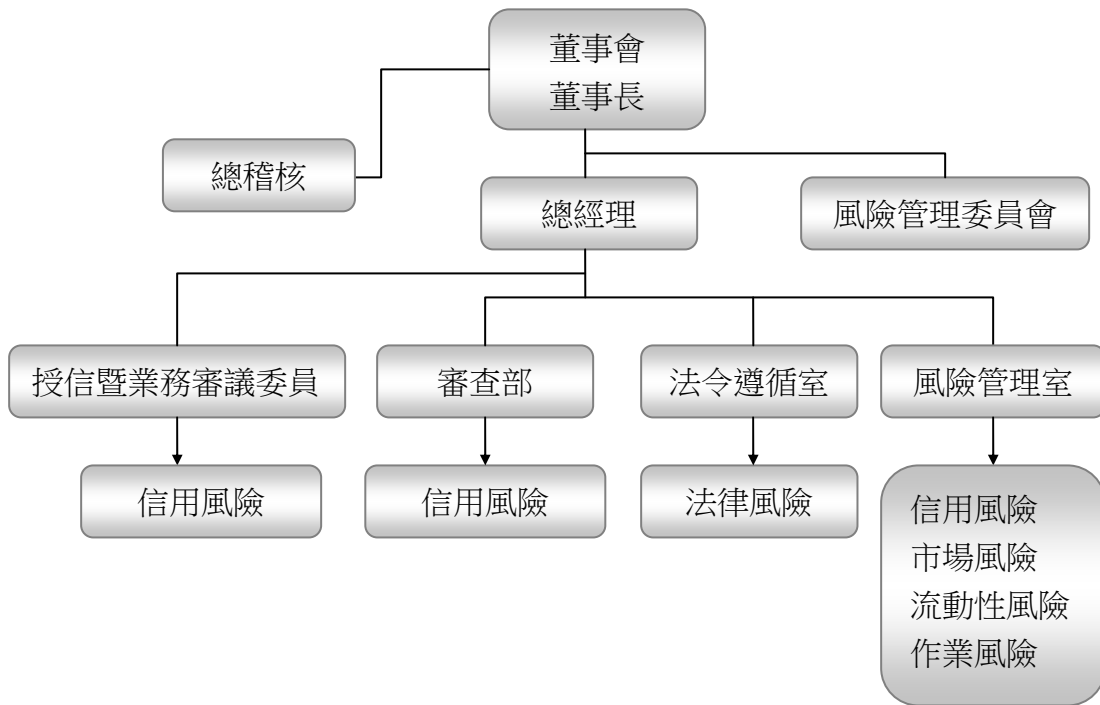 董事會
董事長
總稽核
總經理
風險管理委員會
授信暨業務審議委員
審查部
法令遵循室
風險管理室
信用風險
信用風險
法律風險
信用風險
市場風險
流動性風險
作業風險